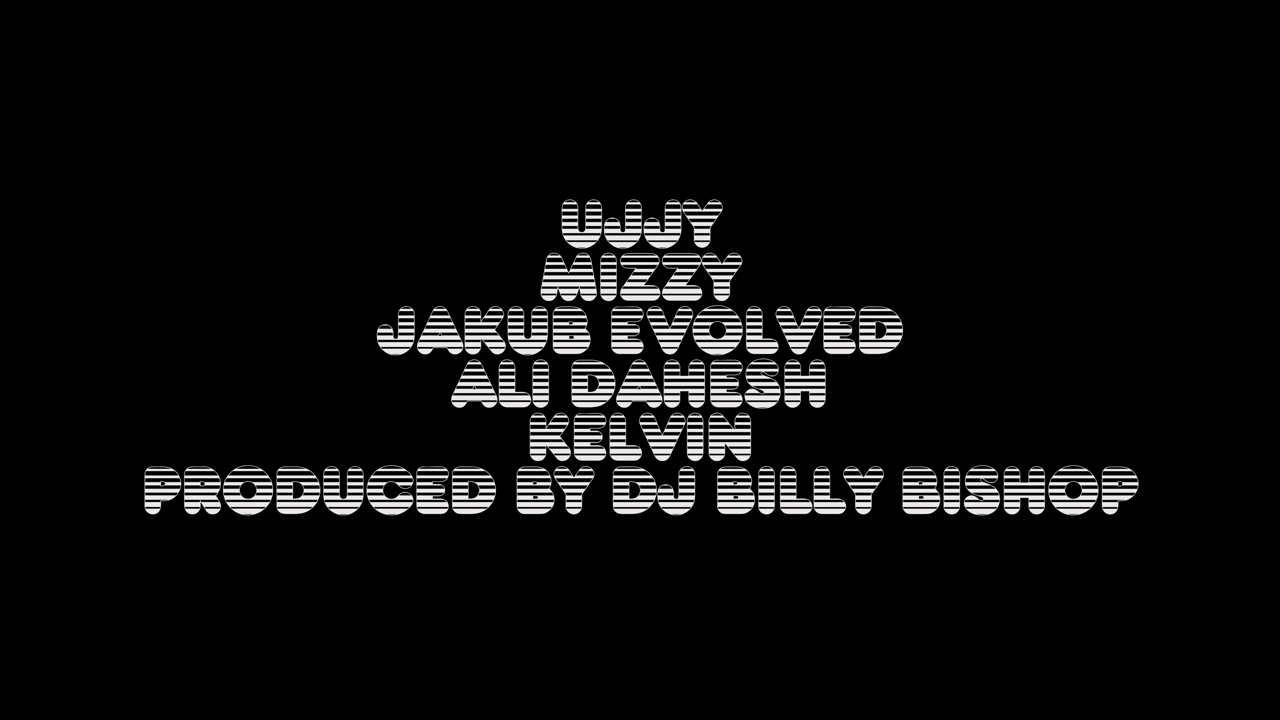 UJJY
MIZZY
JAKUB EVOLVED
ALI DAHESH
KELVIN
PRODUCED BY DJ BILLY BISHOP